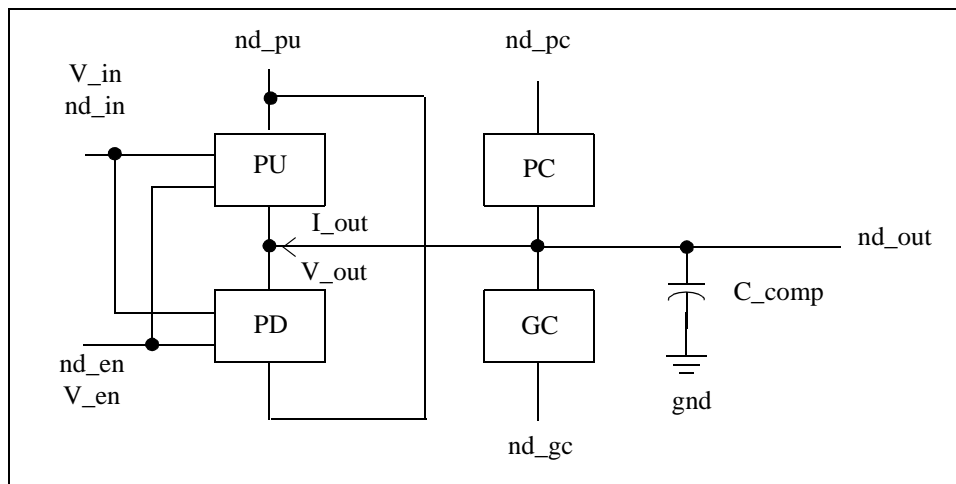 nd_pu
nd_pc
V_in
nd_in
PU
PC
I_out
nd_out
V_out
C_comp
PD
GC
nd_en
V_en
gnd
nd_gc